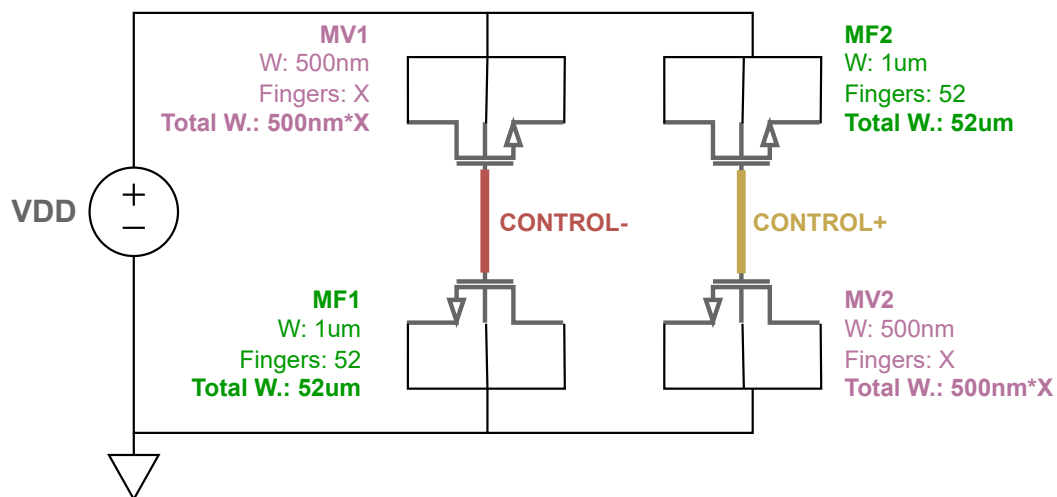 MV1
W: 500nm
Fingers: X
Total W.: 500nm*X
MF2
W: 1um
Fingers: 52
Total W.: 52um
VDD
+
−
CONTROL-
CONTROL+
MF1
W: 1um
Fingers: 52
Total W.: 52um
MV2
W: 500nm
Fingers: X
Total W.: 500nm*X